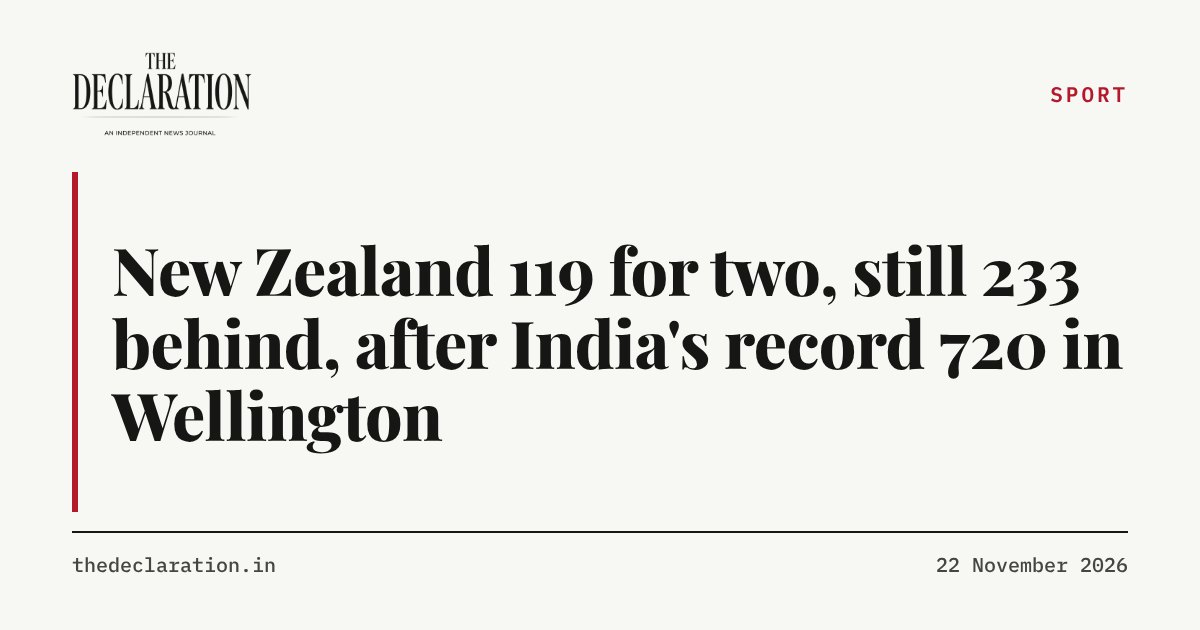 THE
DECLARATION
AN INDEPENDENT NEWS JOURNAL
SPORT
New Zealand 119 for two, still 233
behind, after India's record 720 in
Wellington
thedeclaration.in
22 November 2026